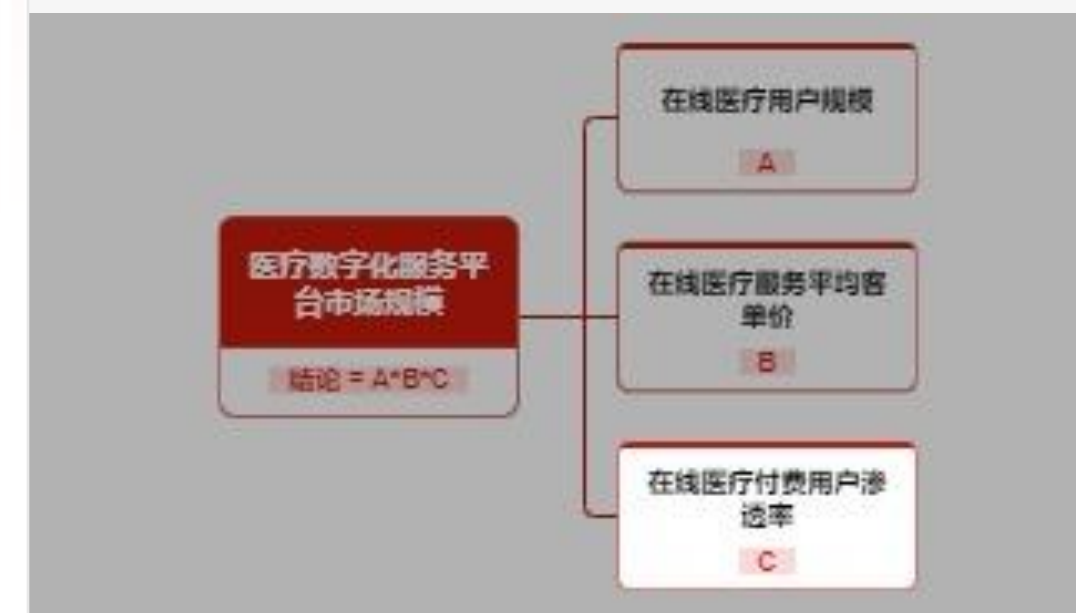 在线医疗用户规模
A
医疗数字化服务平
台市场规模
结论 = A*B*C
在线医疗服务平均客
单价
B
在线医疗付费用户渗
透率
C